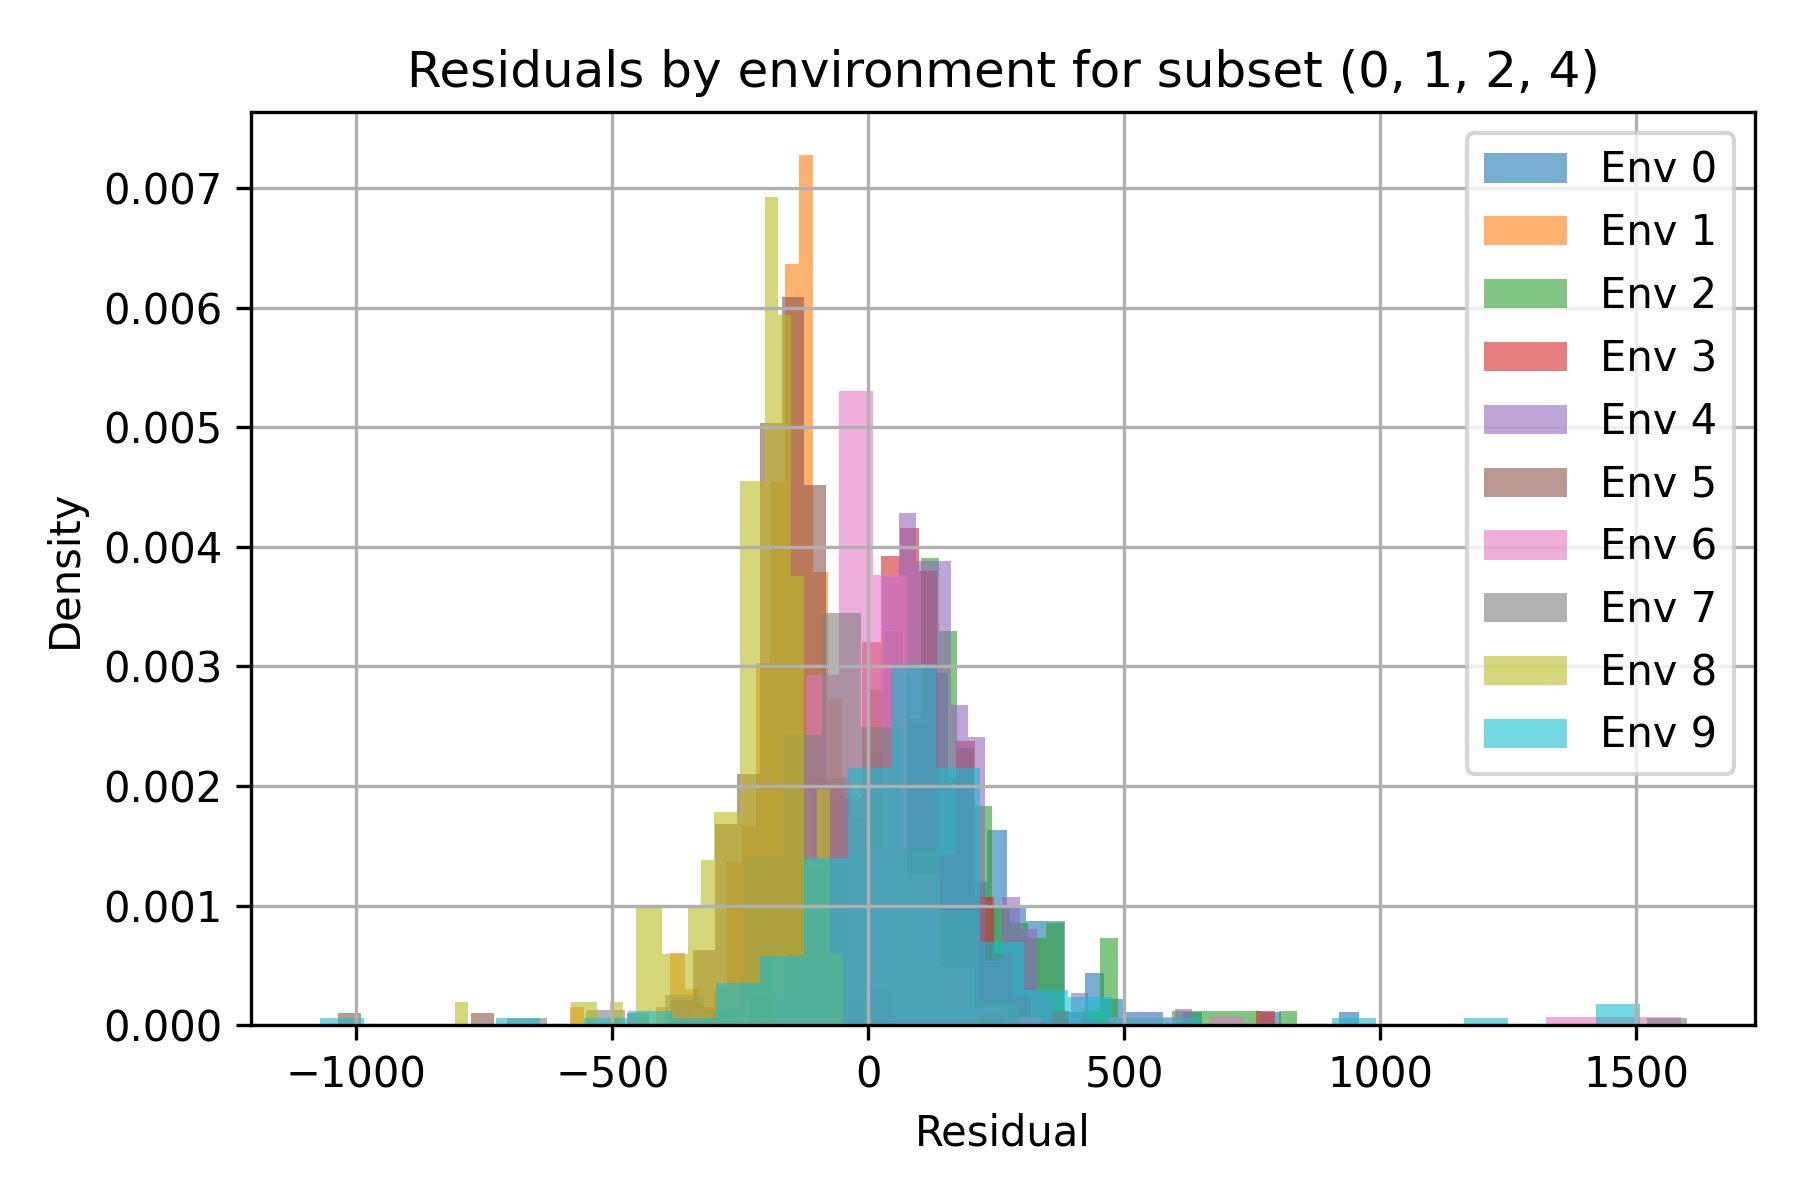 Residuals by environment for subset (0, 1, 2, 4)
Density
0.007
0.006
0.005
0.004
0.003
0.002
0.001
0.000
−1000
−500
0
500
1000
1500
Residual
Env 0
Env 1
Env 2
Env 3
Env 4
Env 5
Env 6
Env 7
Env 8
Env 9